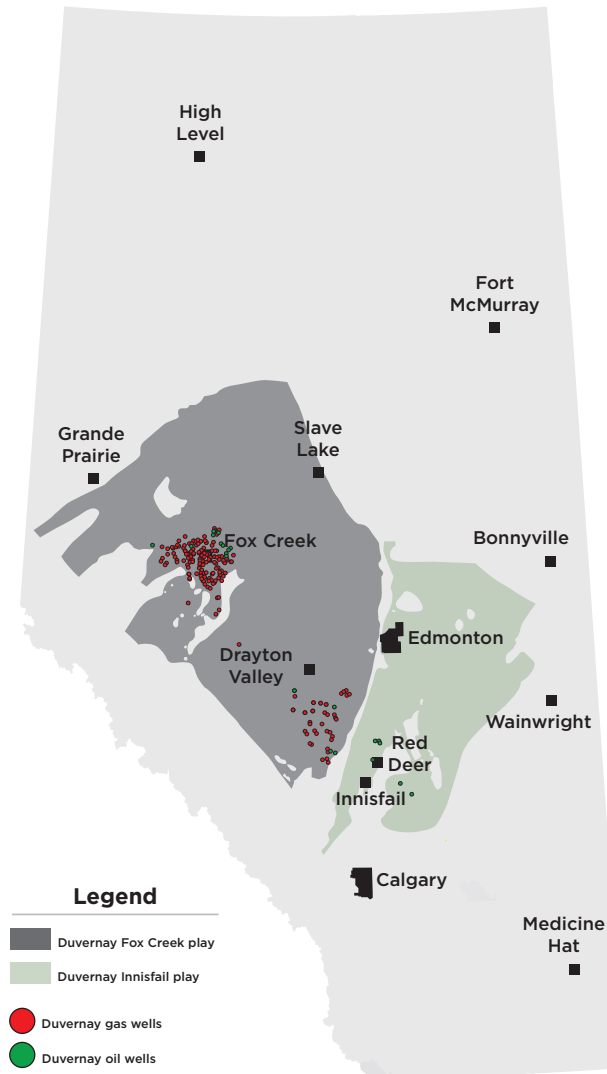 High
Level
Fort
McMurray
Grande
Prairie
Slave
Lake
Fox Creek
Bonnyville
Edmonton
Drayton
Valley
Wainwright
Red
Deer
Innisfail
Calgary
Legend
Duvernay Fox Creek play
Duvernay Innisfail play
Duvernay gas wells
Duvernay oil wells
Medicine
Hat